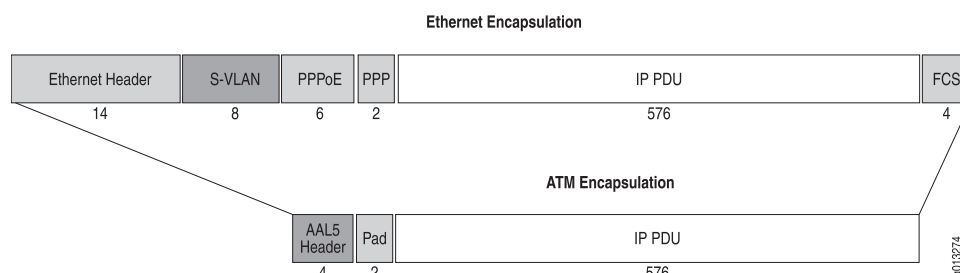 Ethernet Encapsulation
Ethernet Header S-VLAN PPPoE PPP IP PDU FCS
14 8 6 2 576 4
ATM Encapsulation
AAL5
Header Pad IP PDU
4 2 576
g013274